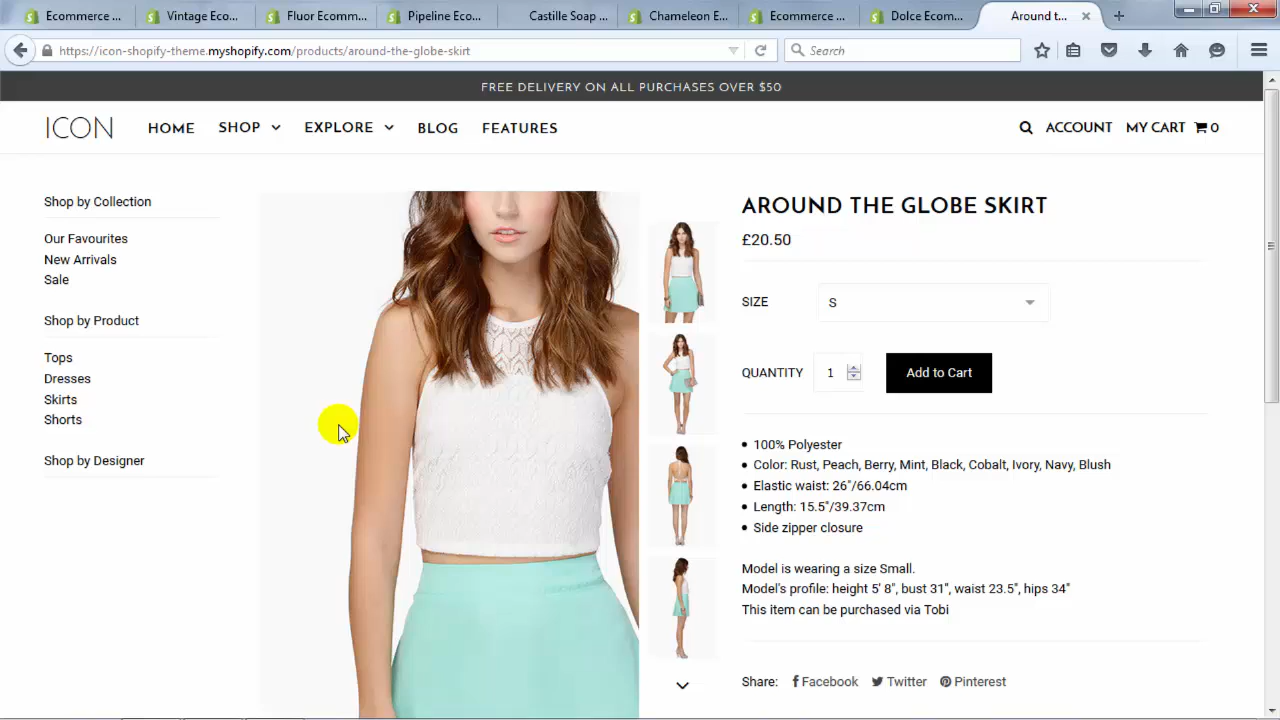 Ecommerce ...
Vintage Eco...
Fluor Ecomm...
Pipeline Eco...
Castille Soap ...
Chameleon E...
Ecommerce ...
Dolce Ecom...
Around t...
https://icon-shopify-theme.myshopify.com/products/around-the-globe-skirt
Search
FREE DELIVERY ON ALL PURCHASES OVER $50
ICON HOME SHOP EXPLORE BLOG FEATURES ACCOUNT MY CART 0
Shop by Collection
Our Favourites
New Arrivals
Sale
Shop by Product
Tops
Dresses
Skirts
Shorts
Shop by Designer
AROUND THE GLOBE SKIRT
£20.50
SIZE S
QUANTITY 1 Add to Cart
• 100% Polyester
• Color: Rust, Peach, Berry, Mint, Black, Cobalt, Ivory, Navy, Blush
• Elastic waist: 26"/66.04cm
• Length: 15.5"/39.37cm
• Side zipper closure
Model is wearing a size Small.
Model's profile: height 5' 8", bust 31", waist 23.5", hips 34"
This item can be purchased via Tobi
Share: Facebook Twitter Pinterest